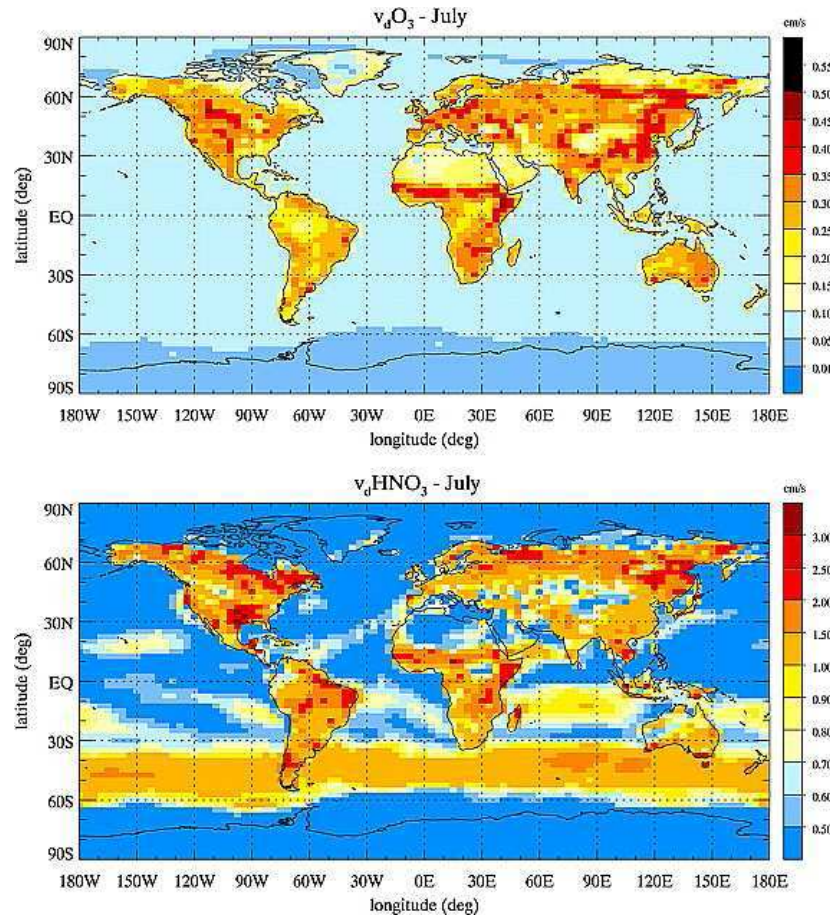 v_dO₃ - July
cm/s
90N
60N
30N
EQ
30S
60S
90S
latitude (deg)
180W 150W 120W 90W 60W 30W 0E 30E 60E 90E 120E 150E 180E
longitude (deg)
0.55
0.50
0.45
0.40
0.35
0.30
0.25
0.20
0.15
0.10
0.05
0.01
v_dHNO₃ - July
cm/s
90N
60N
30N
EQ
30S
60S
90S
latitude (deg)
180W 150W 120W 90W 60W 30W 0E 30E 60E 90E 120E 150E 180E
longitude (deg)
3.00
2.00
1.50
1.00
0.90
0.80
0.70
0.60
0.50